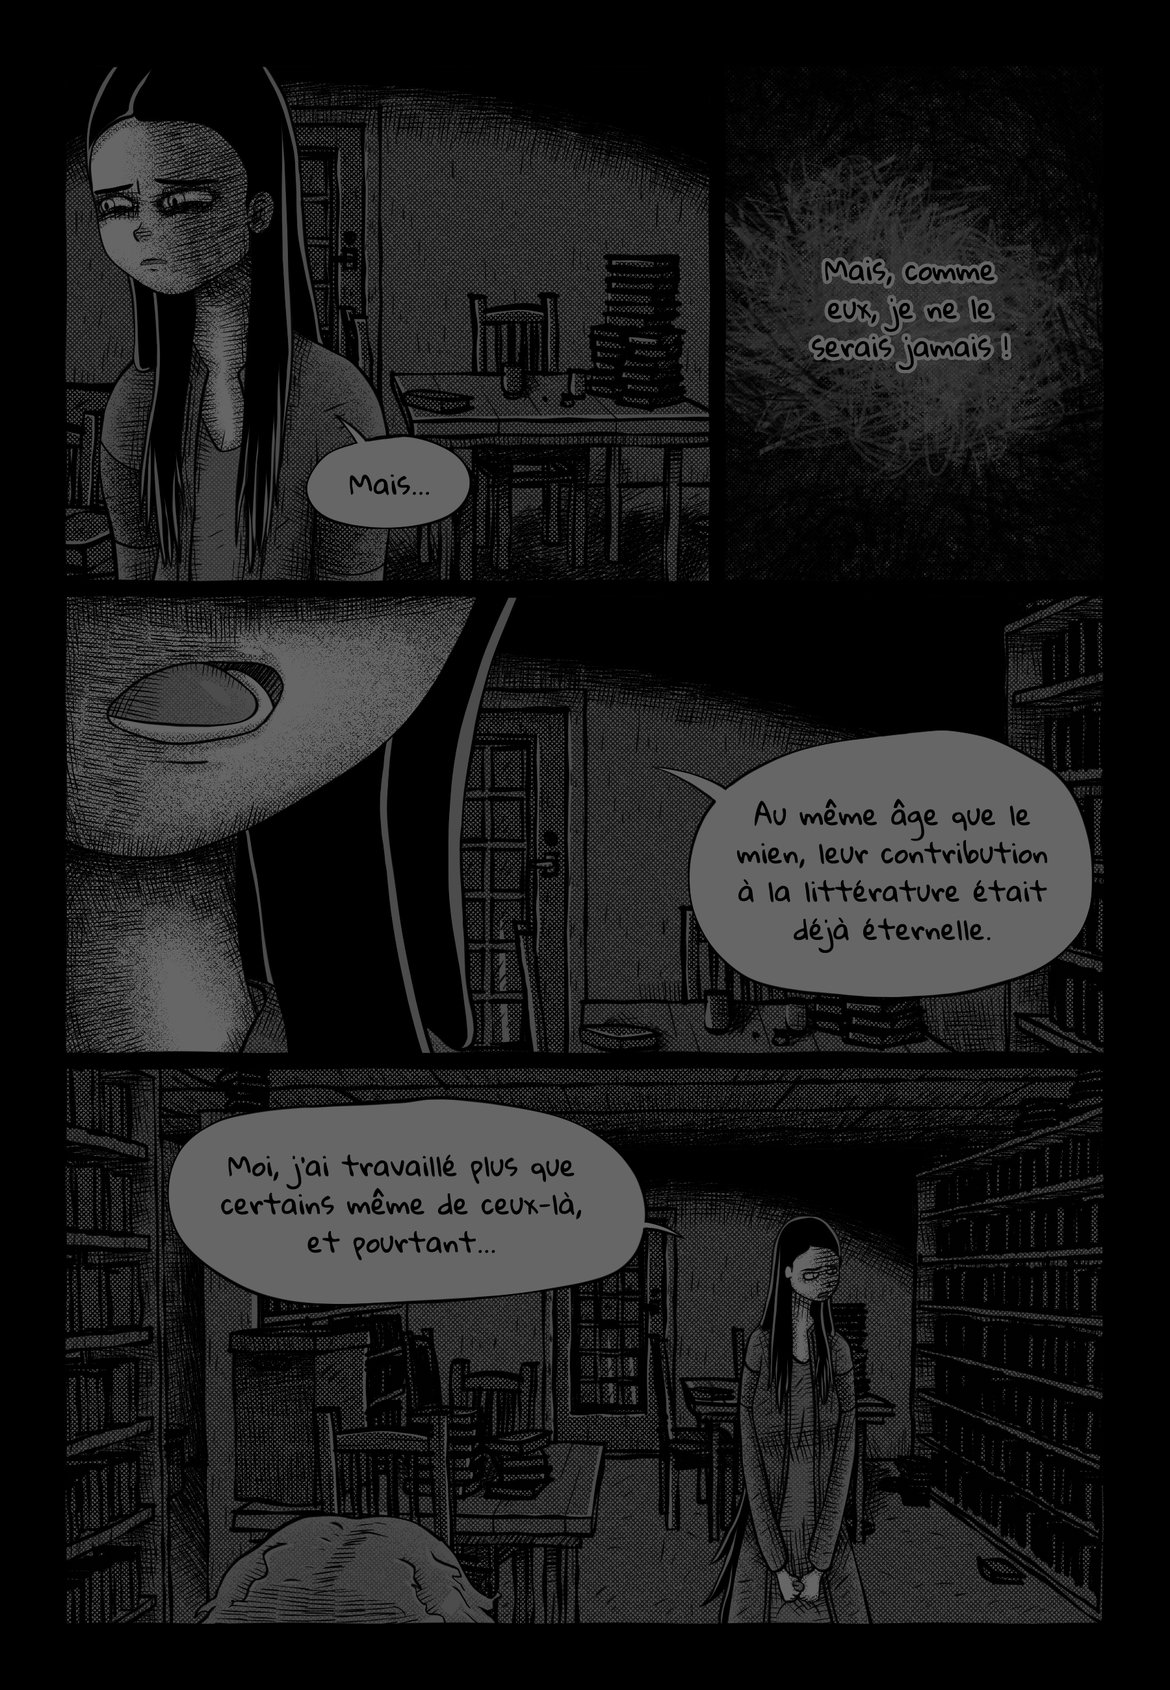 Mais...
Mais, comme
eux, je ne le
serais jamais !
Au même âge que le
mien, leur contribution
à la littérature était
déjà éternelle.
Moi, j'ai travaillé plus que
certains même de ceux-là,
et pourtant...